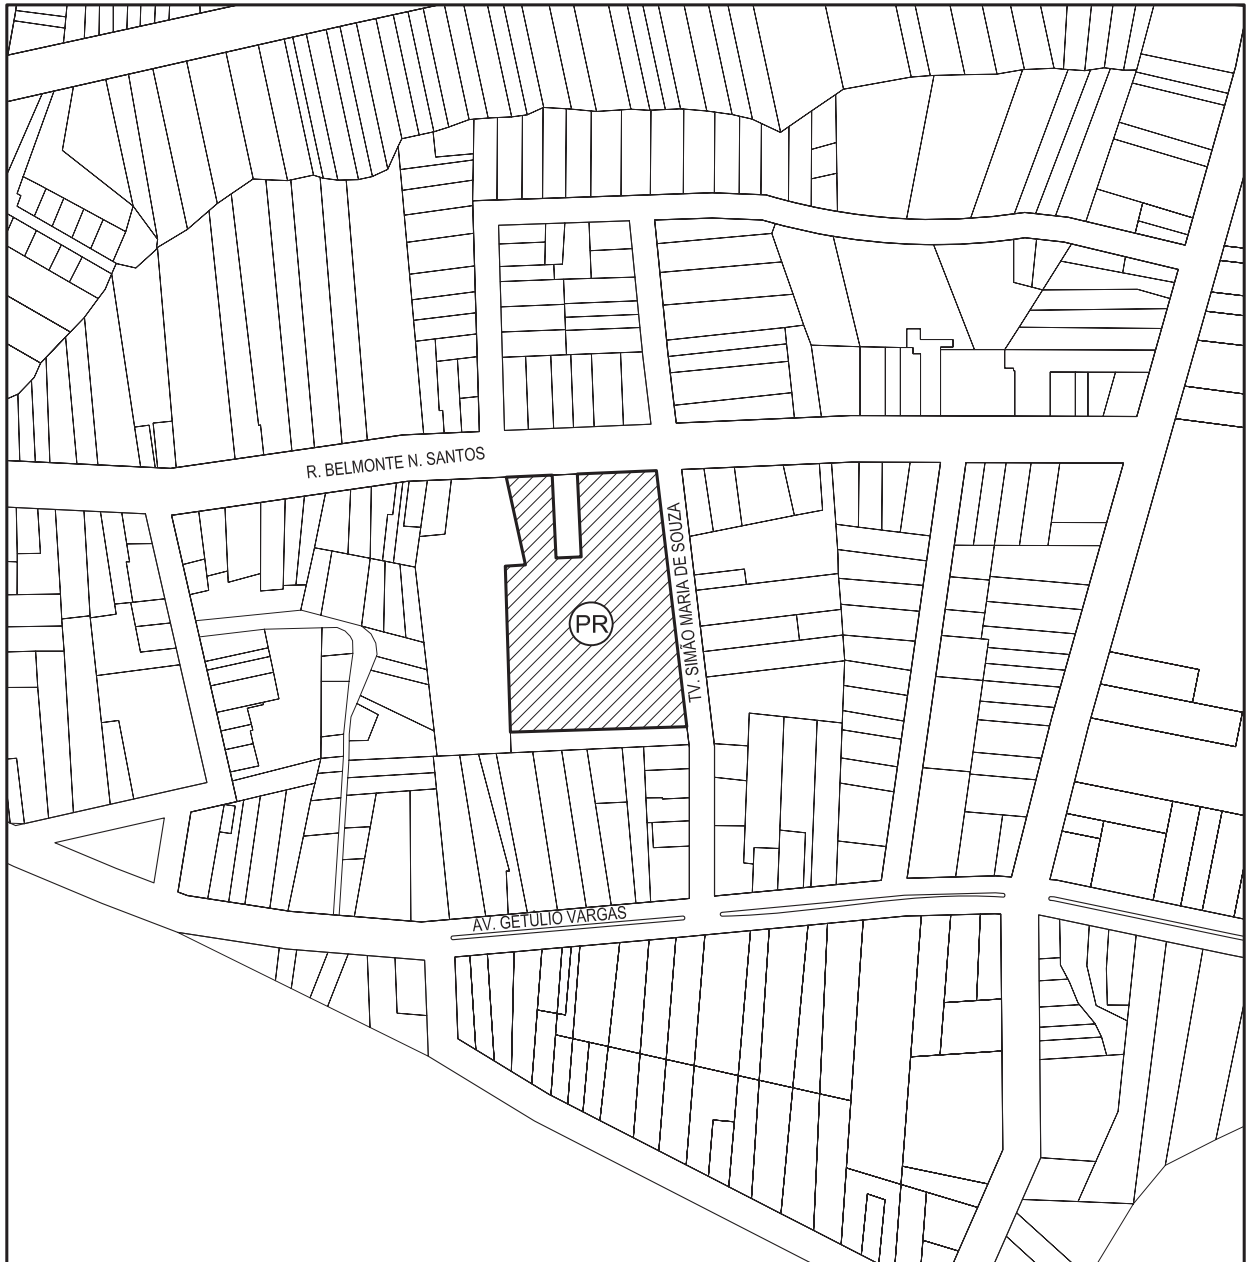 R. BELMONTE N. SANTOS
TV. SIMÃO MARIA DE SOUZA
PR
AV. GETÚLIO VARGAS